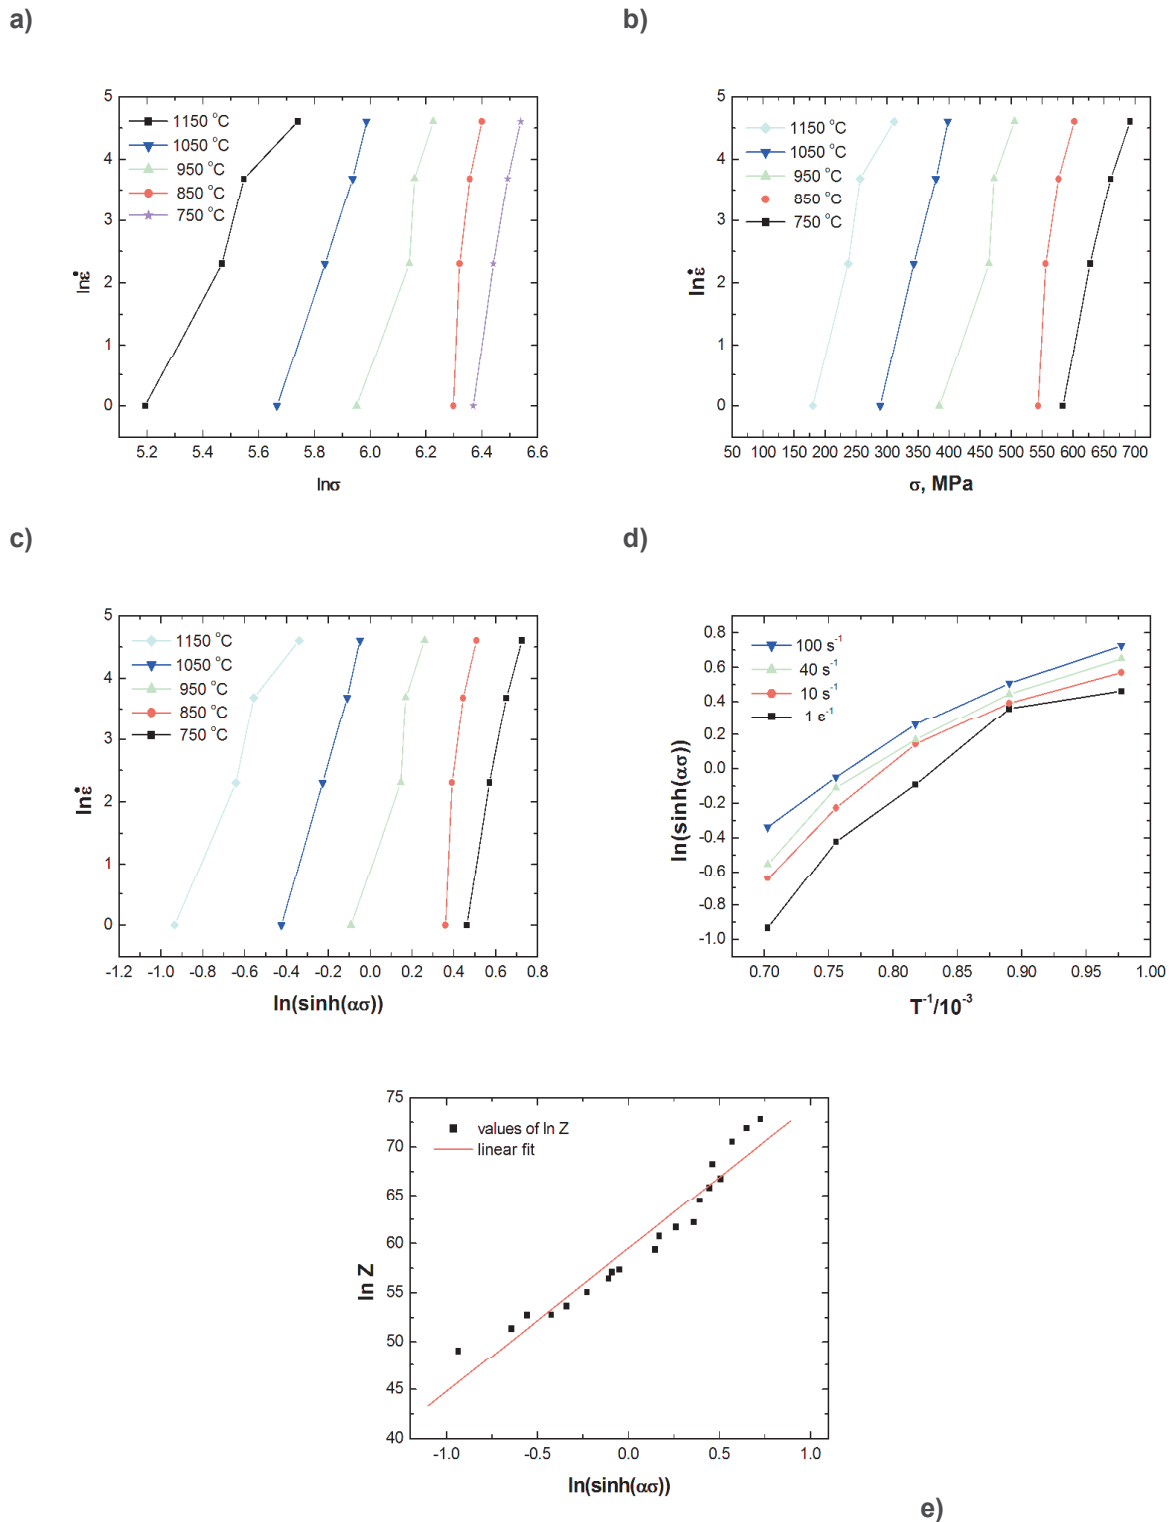 a)
b)
5
4
3
2
1
0
1150 °C
1050 °C
950 °C
850 °C
750 °C
5.2 5.4 5.6 5.8 6.0 6.2 6.4 6.6
lnσ
lnε̇
5
4
3
2
1
0
1150 °C
1050 °C
950 °C
850 °C
750 °C
50 100 150 200 250 300 350 400 450 500 550 600 650 700
σ, MPa
lnε̇
c)
d)
5
4
3
2
1
0
1150 °C
1050 °C
950 °C
850 °C
750 °C
-1.2 -1.0 -0.8 -0.6 -0.4 -0.2 0.0 0.2 0.4 0.6 0.8
ln(sinh(ασ))
lnε̇
0.8
0.6
0.4
0.2
0.0
-0.2
-0.4
-0.6
-0.8
-1.0
100 s⁻¹
40 s⁻¹
10 s⁻¹
1 s⁻¹
0.70 0.75 0.80 0.85 0.90 0.95 1.00
T⁻¹/10⁻³
ln(sinh(ασ))
75
70
65
60
55
50
45
40
values of ln Z
linear fit
-1.0 -0.5 0.0 0.5 1.0
ln(sinh(ασ))
ln Z
e)